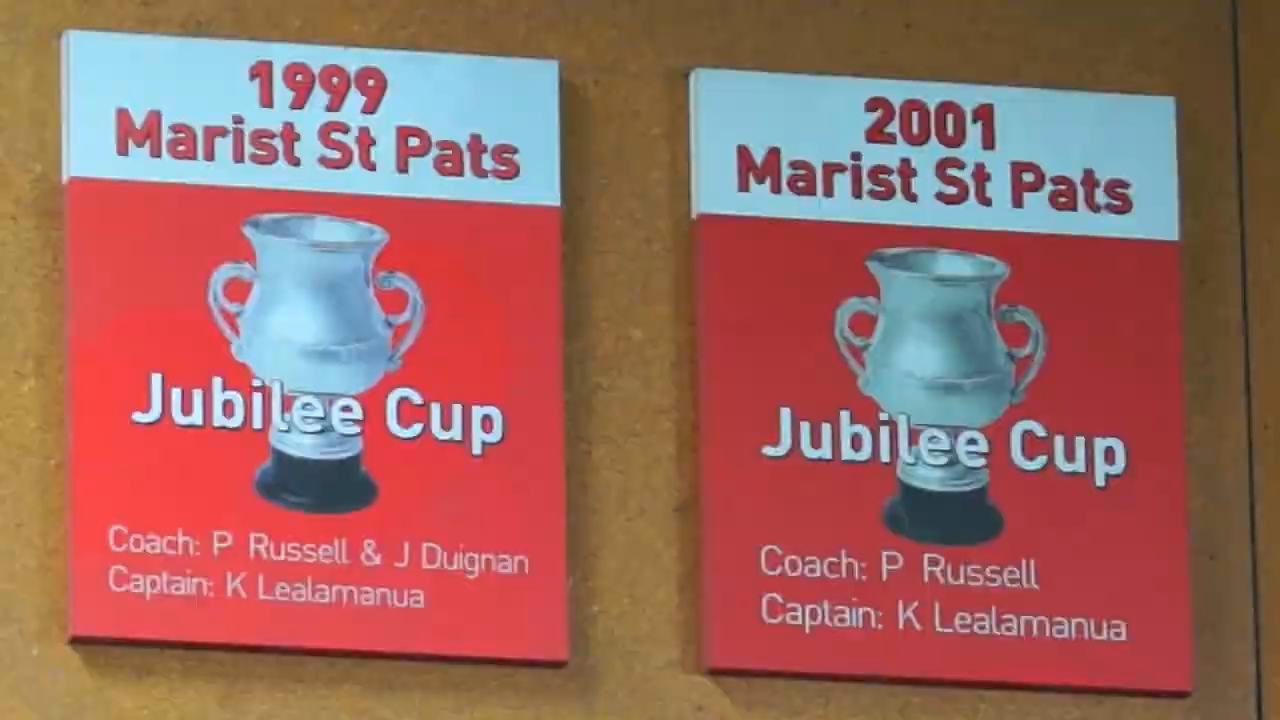 1999
Marist St Pats
Jubilee Cup
Coach: P Russell & J Duignan
Captain: K Lealamanua
2001
Marist St Pats
Jubilee Cup
Coach: P Russell
Captain: K Lealamanua